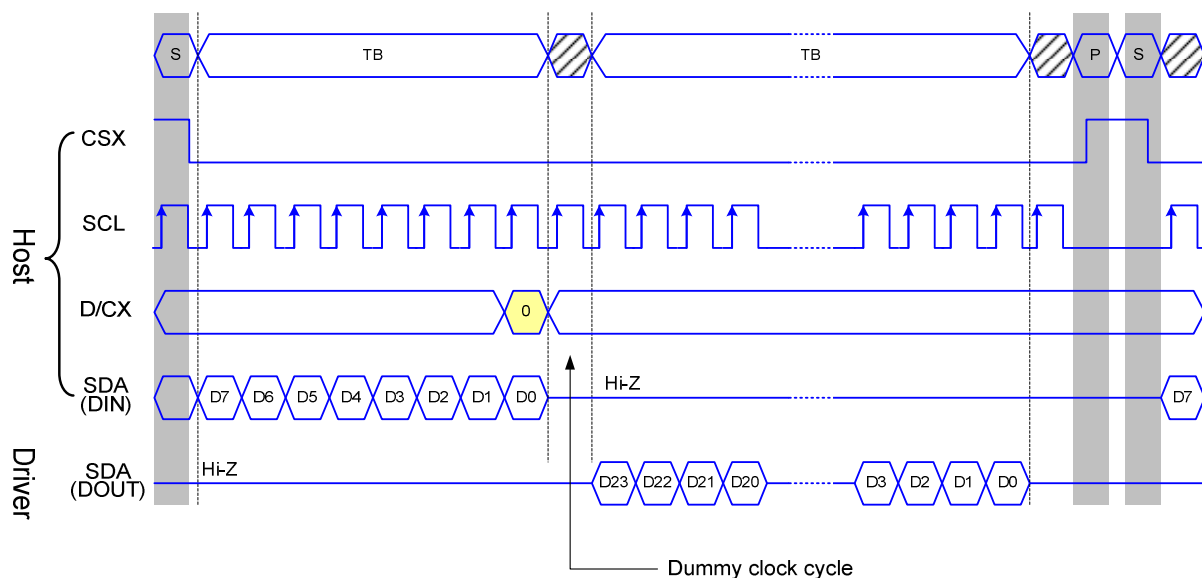 S TB TB P S
CSX
SCL
D/CX 0
SDA
(DIN) D7 D6 D5 D4 D3 D2 D1 D0 Hi-Z D7
SDA
(DOUT) Hi-Z D23 D22 D21 D20 D3 D2 D1 D0
Host
Driver
Dummy clock cycle